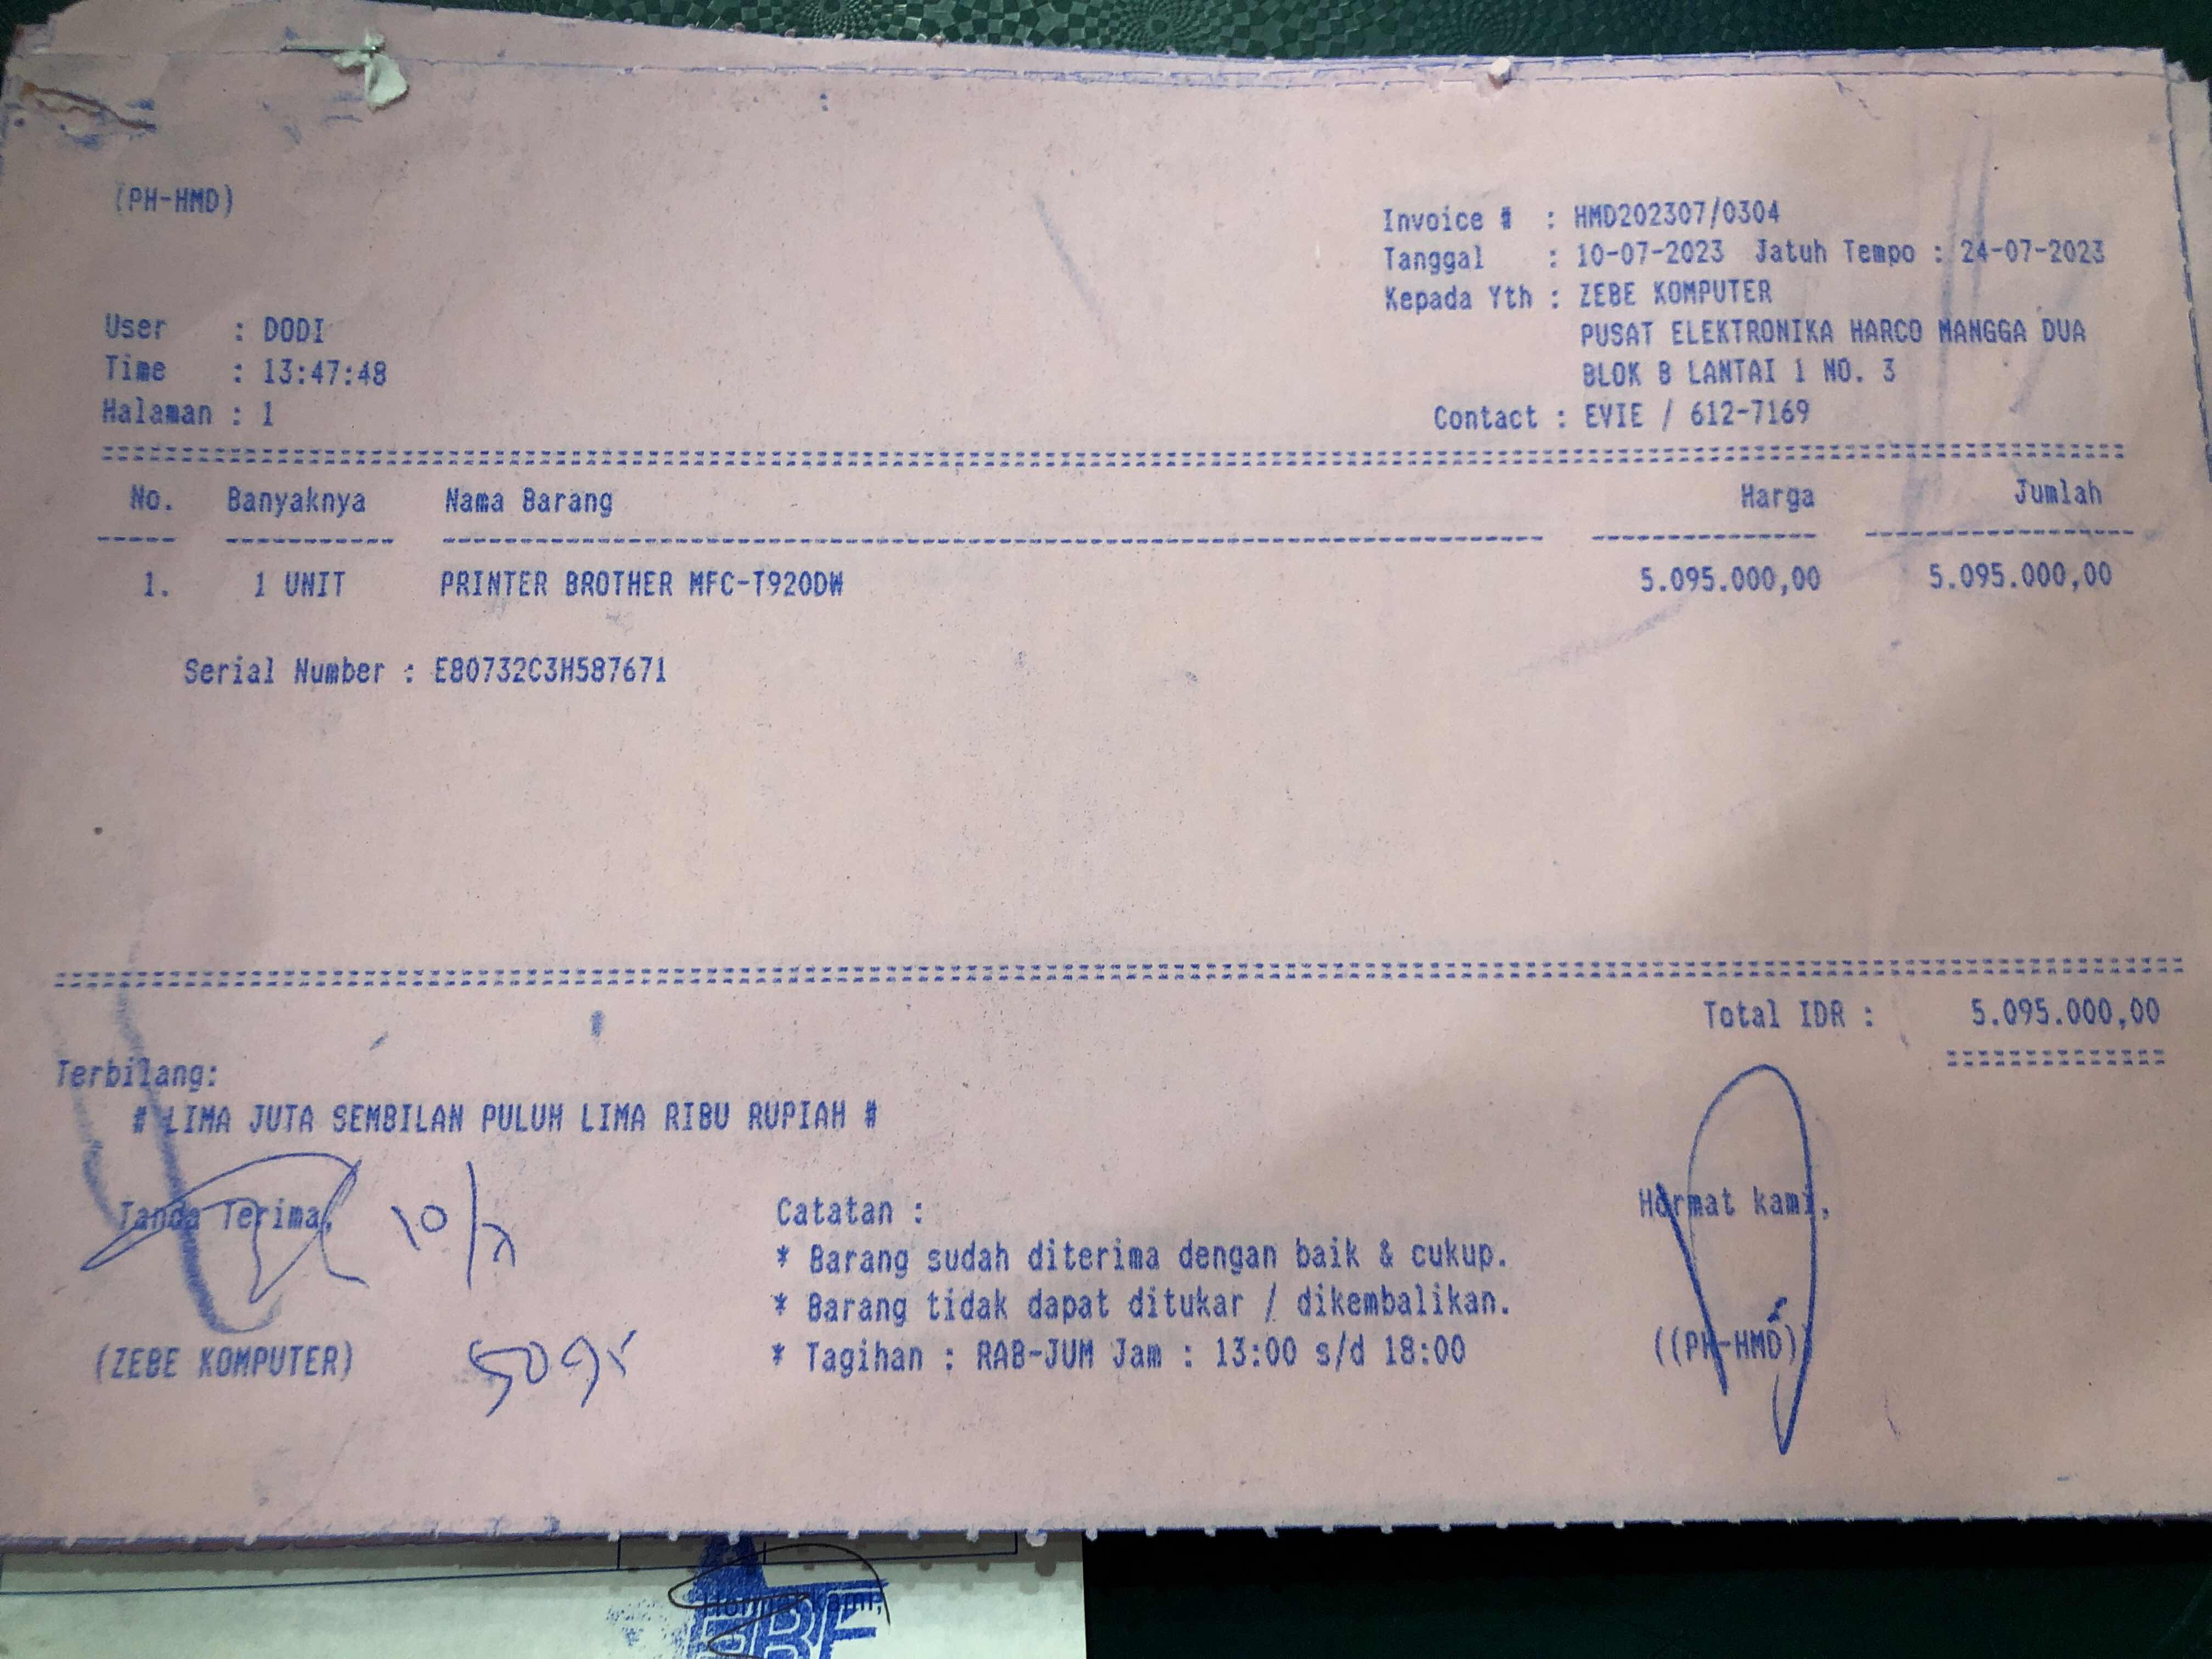 (PH-HMD)
Invoice # : HMD202307/0304
Tanggal : 10-07-2023 Jatuh Tempo : 24-07-2023
Kepada Yth : ZEBE KOMPUTER
PUSAT ELEKTRONIKA HARCO MANGGA DUA
BLOK B LANTAI 1 NO. 3
Contact : EVIE / 612-7169
User : DODI
Time : 13:47:48
Halaman : 1
No. Banyaknya Nama Barang Harga Jumlah
1. 1 UNIT PRINTER BROTHER MFC-T920DW 5.095.000,00 5.095.000,00
Serial Number : E80732C3H587671
Total IDR : 5.095.000,00
Terbilang:
# LIMA JUTA SEMBILAN PULUH LIMA RIBU RUPIAH #
Tanda Terima, 10/7
(ZEBE KOMPUTER) 5095
Catatan :
* Barang sudah diterima dengan baik & cukup.
* Barang tidak dapat ditukar / dikembalikan.
* Tagihan : RAB-JUM Jam : 13:00 s/d 18:00
Hormat kami,
((PH-HMD))
Hormat kami,